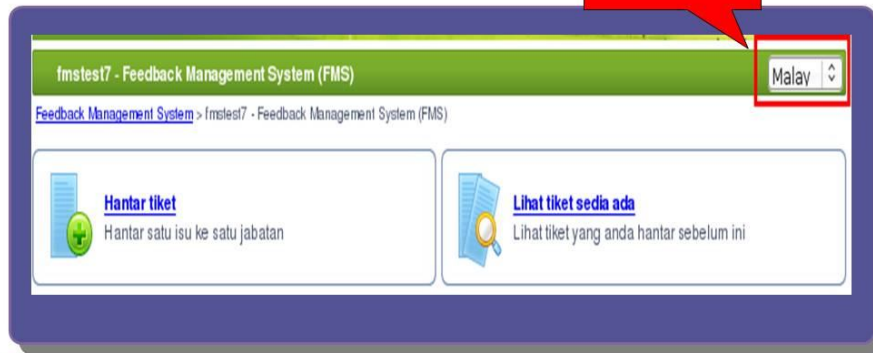 fmstest7 - Feedback Management System (FMS)
Malay
Feedback Management System > fmstest7 - Feedback Management System (FMS)
Hantar tiket
Hantar satu isu ke satu jabatan
Lihat tiket sedia ada
Lihat tiket yang anda hantar sebelum ini